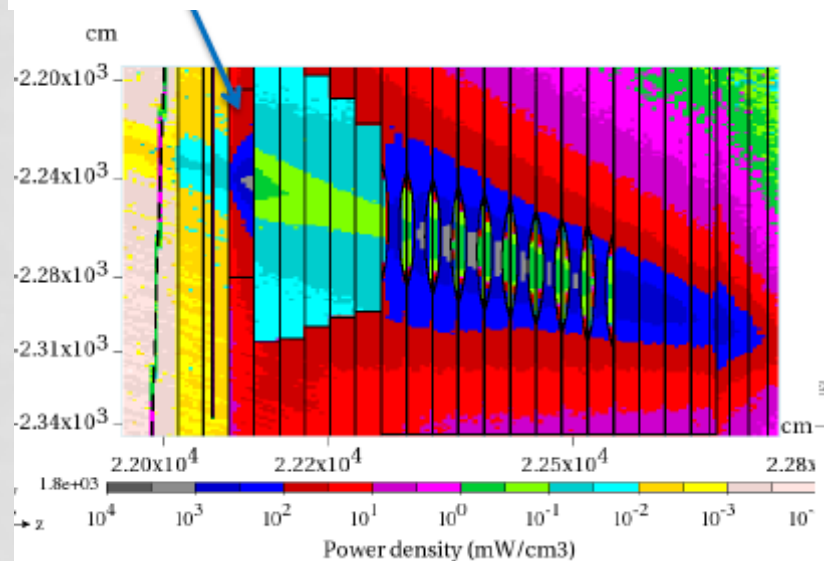 cm
-2.20x10³
-2.24x10³
-2.28x10³
-2.31x10³
-2.34x10³
cm
2.20x10⁴ 2.22x10⁴ 2.25x10⁴ 2.28x
1.8e+03
z 10⁴ 10³ 10² 10¹ 10⁰ 10⁻¹ 10⁻² 10⁻³ 10⁻
Power density (mW/cm3)